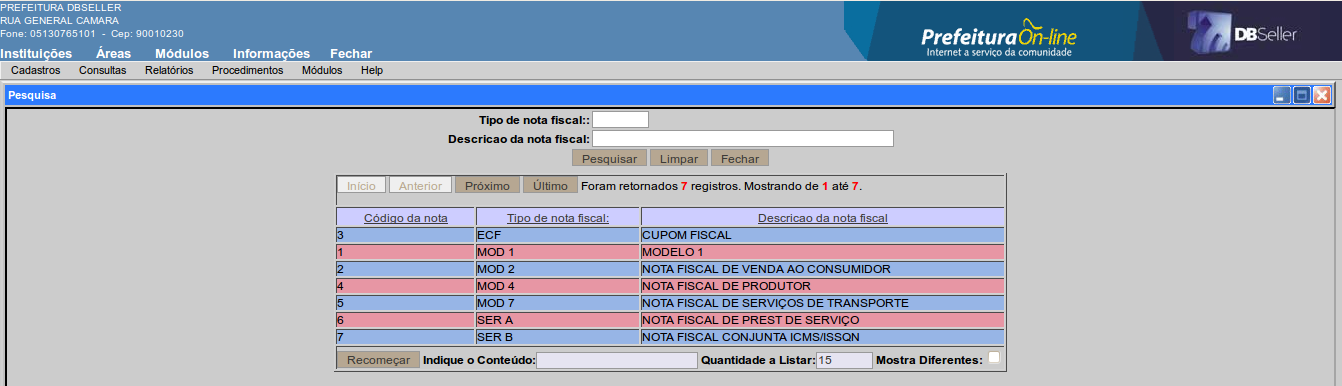 PREFEITURA DBSELLER
RUA GENERAL CAMARA
Fone: 05130765101 - Cep: 90010230
PrefeituraOn-line
Internet a serviço da comunidade
DBSeller
Instituições Áreas Módulos Informações Fechar
Cadastros Consultas Relatórios Procedimentos Módulos Help
Pesquisa
Tipo de nota fiscal::
Descricao da nota fiscal:
Pesquisar Limpar Fechar
Início Anterior Próximo Último Foram retornados 7 registros. Mostrando de 1 até 7.
Código da nota Tipo de nota fiscal: Descricao da nota fiscal
3 ECF CUPOM FISCAL
1 MOD 1 MODELO 1
2 MOD 2 NOTA FISCAL DE VENDA AO CONSUMIDOR
4 MOD 4 NOTA FISCAL DE PRODUTOR
5 MOD 7 NOTA FISCAL DE SERVIÇOS DE TRANSPORTE
6 SER A NOTA FISCAL DE PREST DE SERVIÇO
7 SER B NOTA FISCAL CONJUNTA ICMS/ISSQN
Recomeçar Indique o Conteúdo: Quantidade a Listar: 15 Mostra Diferentes: